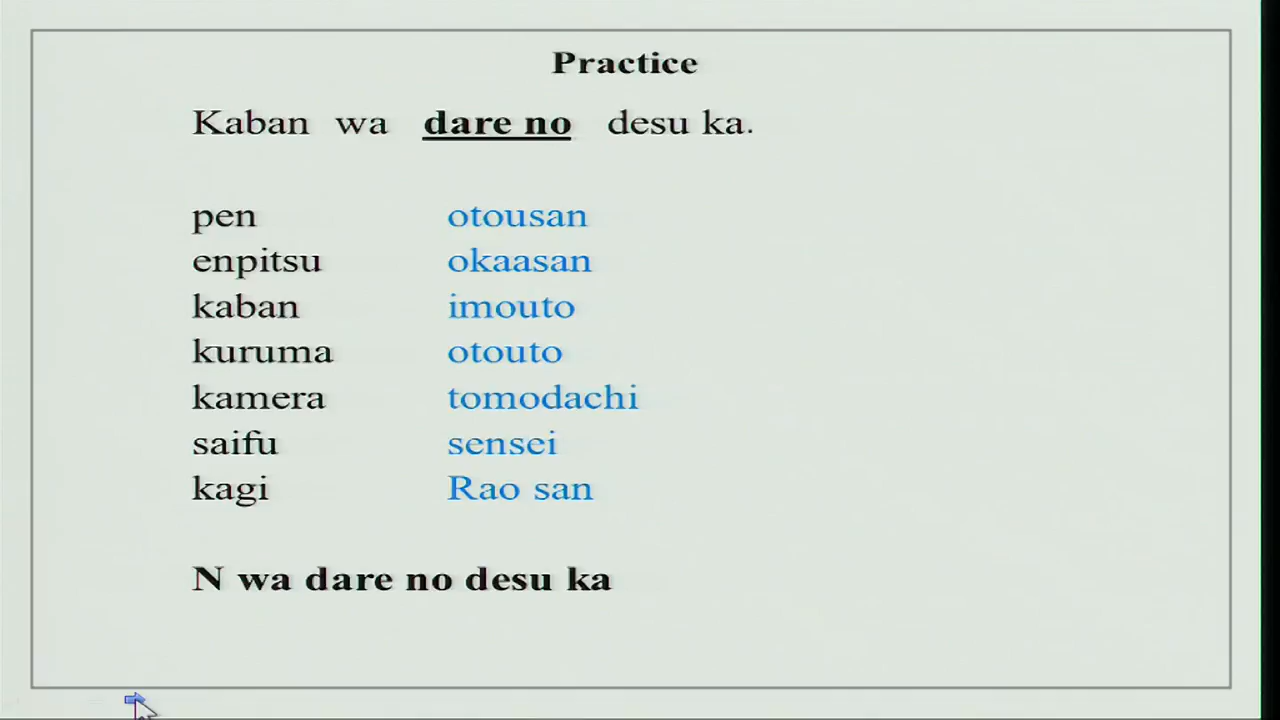 Practice
Kaban wa dare no desu ka.
pen otousan
enpitsu okaasan
kaban imouto
kuruma otouto
kamera tomodachi
saifu sensei
kagi Rao san
N wa dare no desu ka